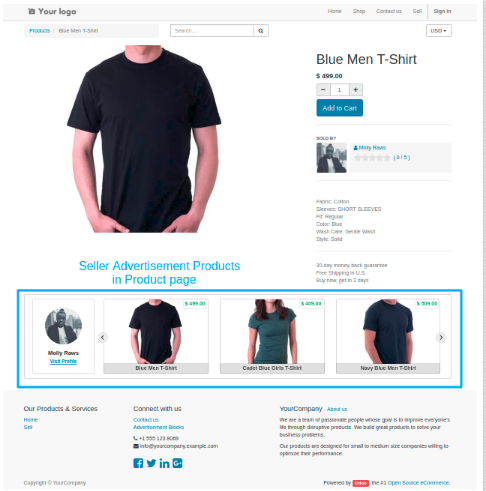 Your logo
Home Shop Contact us Sell Sign in
Products / Blue Men T-Shirt
Search...
USD
Blue Men T-Shirt
$ 499.00
- 1 +
Add to Cart
SOLD BY
Molly Raws
( 0 / 5 )
Fabric: Cotton
Sleeves: SHORT SLEEVES
Fit: Regular
Color: Blue
Wash Care: Gentle Wash
Style: Solid
30-day money-back guarantee
Free Shipping in U.S.
Buy now, get in 2 days
Seller Advertisement Products
in Product page
Molly Raws
Visit Profile
$ 499.00
Blue Men T-Shirt
$ 409.00
Cadet Blue Girls T-Shirt
$ 509.00
Navy Blue Men T-Shirt
Our Products & Services
Home
Sell
Connect with us
Contact us
Advertisement Blocks
+1 555 123 8069
info@yourcompany.example.com
YourCompany - About us
We are a team of passionate people whose goal is to improve everyone's
life through disruptive products. We build great products to solve your
business problems.
Our products are designed for small to medium size companies willing to
optimize their performance.
Copyright © YourCompany
Powered by Odoo, the #1 Open Source eCommerce.